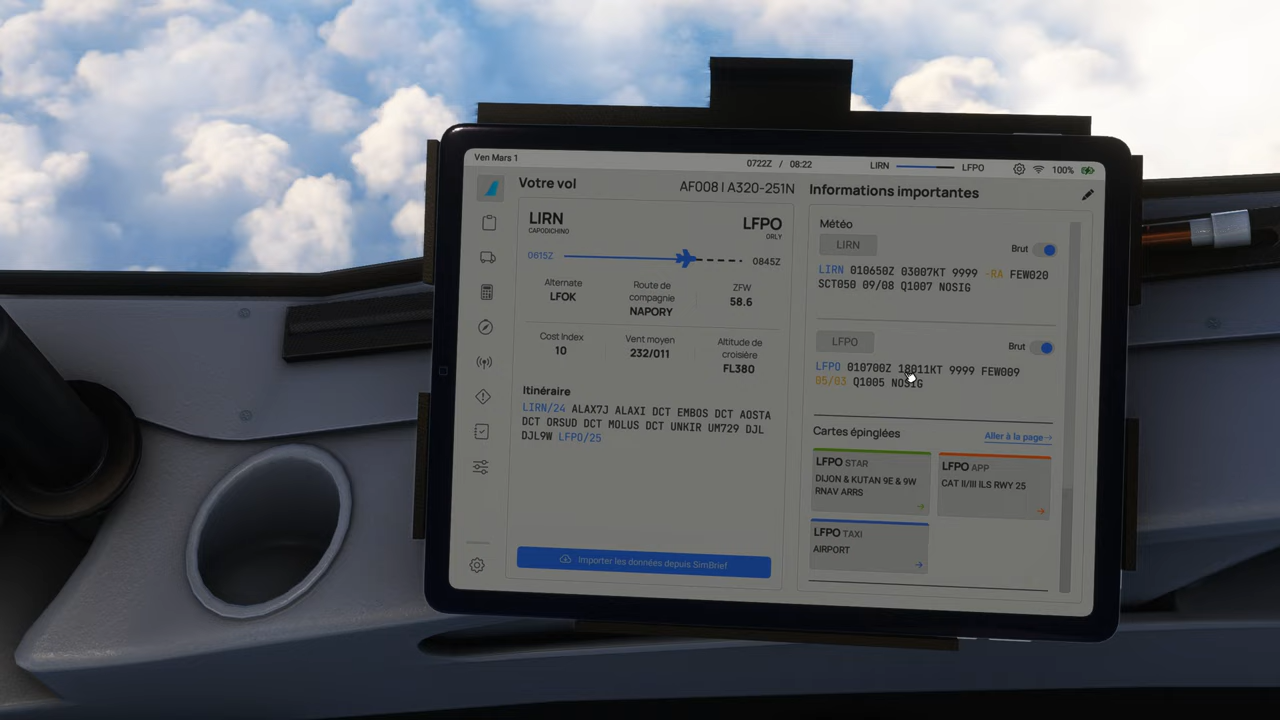 Ven Mars 1
0722Z / 08:22
LIRN LFPO
100%
Votre vol
AF008 | A320-251N
LIRN
CAPODICHINO
LFPO
ORLY
0615Z
0845Z
Alternate
LFOK
Route de
compagnie
NAPORY
ZFW
58.6
Cost Index
10
Vent moyen
232/011
Altitude de
croisière
FL380
Itinéraire
LIRN/24 ALAX7J ALAXI DCT EMBOS DCT AOSTA
DCT ORSUD DCT MOLUS DCT UNKIR UM729 DJL
DJL9W LFPO/25
Importer les données depuis SimBrief
Informations importantes
Météo
LIRN
Brut
LIRN 010650Z 03007KT 9999 -RA FEW020
SCT050 09/08 Q1007 NOSIG
LFPO
Brut
LFPO 010700Z 18011KT 9999 FEW009
05/03 Q1005 NOSIG
Cartes épinglées
Aller à la page
LFPO STAR
DIJON & KUTAN 9E & 9W
RNAV ARRS
LFPO APP
CAT II/III ILS RWY 25
LFPO TAXI
AIRPORT